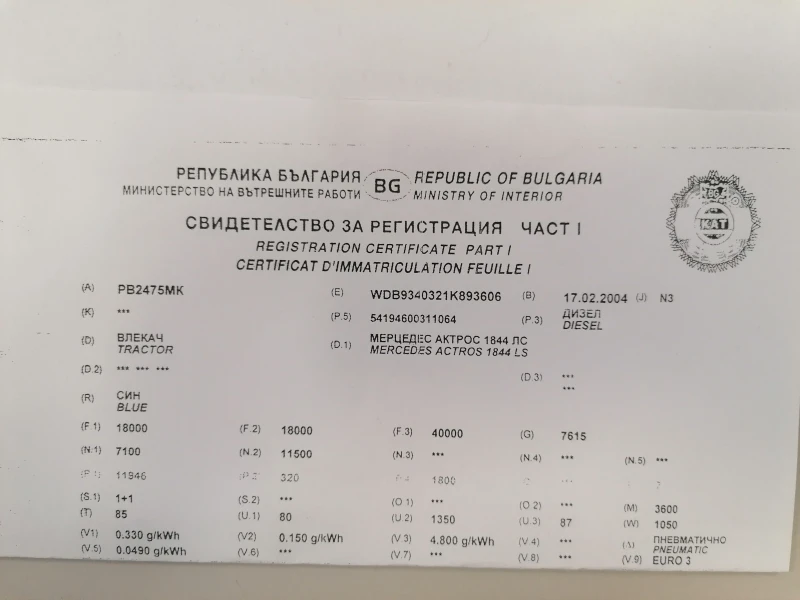 РЕПУБЛИКА БЪЛГАРИЯ BG REPUBLIC OF BULGARIA
МИНИСТЕРСТВО НА ВЪТРЕШНИТЕ РАБОТИ MINISTRY OF INTERIOR
КАТ
СВИДЕТЕЛСТВО ЗА РЕГИСТРАЦИЯ ЧАСТ I
REGISTRATION CERTIFICATE PART I
CERTIFICAT D'IMMATRICULATION FEUILLE I
(A) PB2475MK (E) WDB9340321K893606 (B) 17.02.2004 (J) N3
(K) *** (P.5) 54194600311064 (P.3) ДИЗЕЛ
DIESEL
(D) ВЛЕКАЧ (D.1) МЕРЦЕДЕС АКТРОС 1844 ЛС
TRACTOR MERCEDES ACTROS 1844 LS
(D.2) *** *** *** (D.3) ***
***
(R) СИН
BLUE
(F.1) 18000 (F.2) 18000 (F.3) 40000 (G) 7615
(N.1) 7100 (N.2) 11500 (N.3) *** (N.4) *** (N.5) ***
11946 320 1800
(S.1) 1+1 (S.2) *** (O 1) *** (O 2) *** (M) 3600
(T) 85 (U.1) 80 (U.2) 1350 (U.3) 87 (W) 1050
(V1) 0.330 g/kWh (V2) 0.150 g/kWh (V.3) 4.800 g/kWh (V.4) *** ПНЕВМАТИЧНО
PNEUMATIC
(V.5) 0.0490 g/kWh (V.6) *** (V.7) *** (V.8) *** (V.9) EURO 3